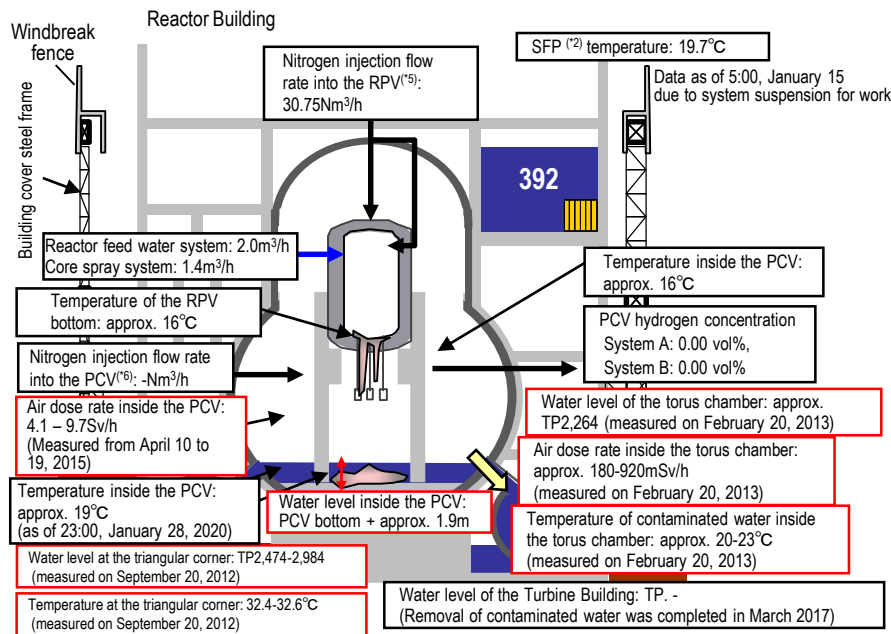 Reactor Building
Windbreak
fence
Building cover steel frame
Nitrogen injection flow
rate into the RPV(*5):
30.75Nm3/h
SFP (*2) temperature: 19.7℃
Data as of 5:00, January 15
due to system suspension for work
392
Reactor feed water system: 2.0m3/h
Core spray system: 1.4m3/h
Temperature inside the PCV:
approx. 16℃
Temperature of the RPV
bottom: approx. 16℃
PCV hydrogen concentration
System A: 0.00 vol%,
System B: 0.00 vol%
Nitrogen injection flow rate
into the PCV(*6): -Nm3/h
Air dose rate inside the PCV:
4.1 – 9.7Sv/h
(Measured from April 10 to
19, 2015)
Water level of the torus chamber: approx.
TP2,264 (measured on February 20, 2013)
Air dose rate inside the torus chamber:
approx. 180-920mSv/h
(measured on February 20, 2013)
Temperature inside the PCV:
approx. 19℃
(as of 23:00, January 28, 2020)
Water level inside the PCV:
PCV bottom + approx. 1.9m
Temperature of contaminated water inside
the torus chamber: approx. 20-23℃
(measured on February 20, 2013)
Water level at the triangular corner: TP2,474-2,984
(measured on September 20, 2012)
Temperature at the triangular corner: 32.4-32.6℃
(measured on September 20, 2012)
Water level of the Turbine Building: TP. -
(Removal of contaminated water was completed in March 2017)